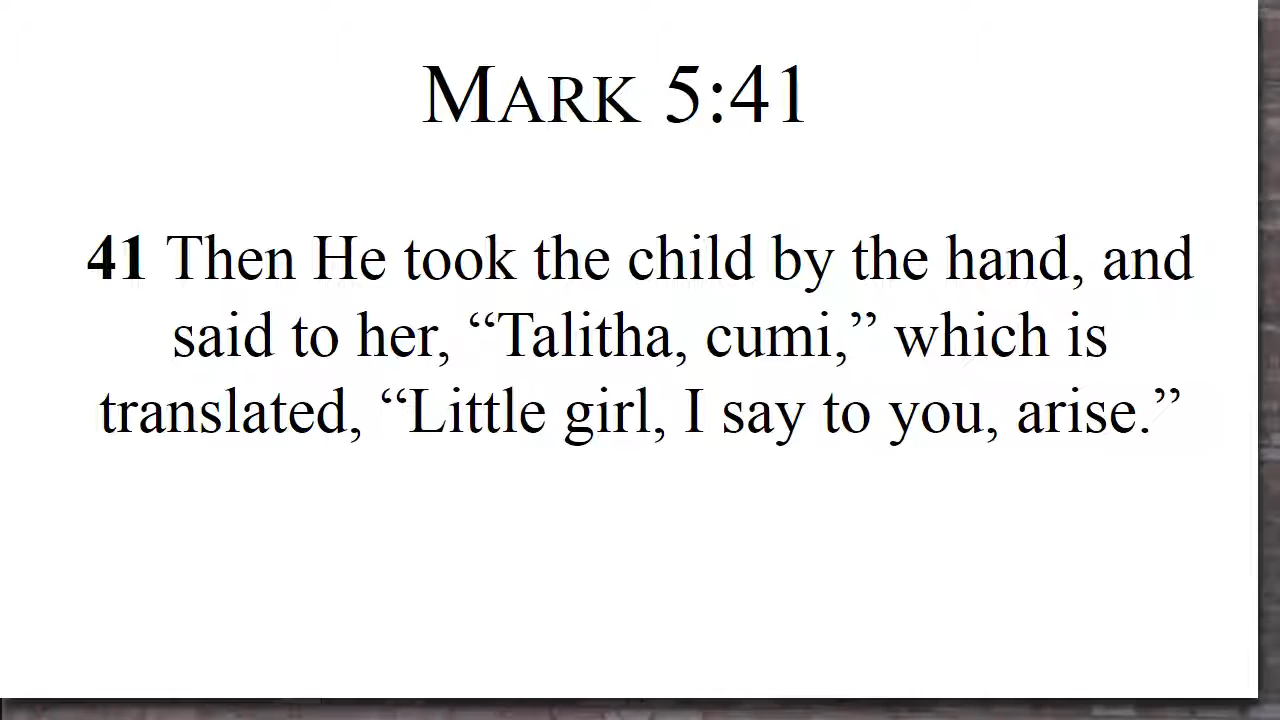 MARK 5:41
41 Then He took the child by the hand, and
said to her, “Talitha, cumi,” which is
translated, “Little girl, I say to you, arise.”